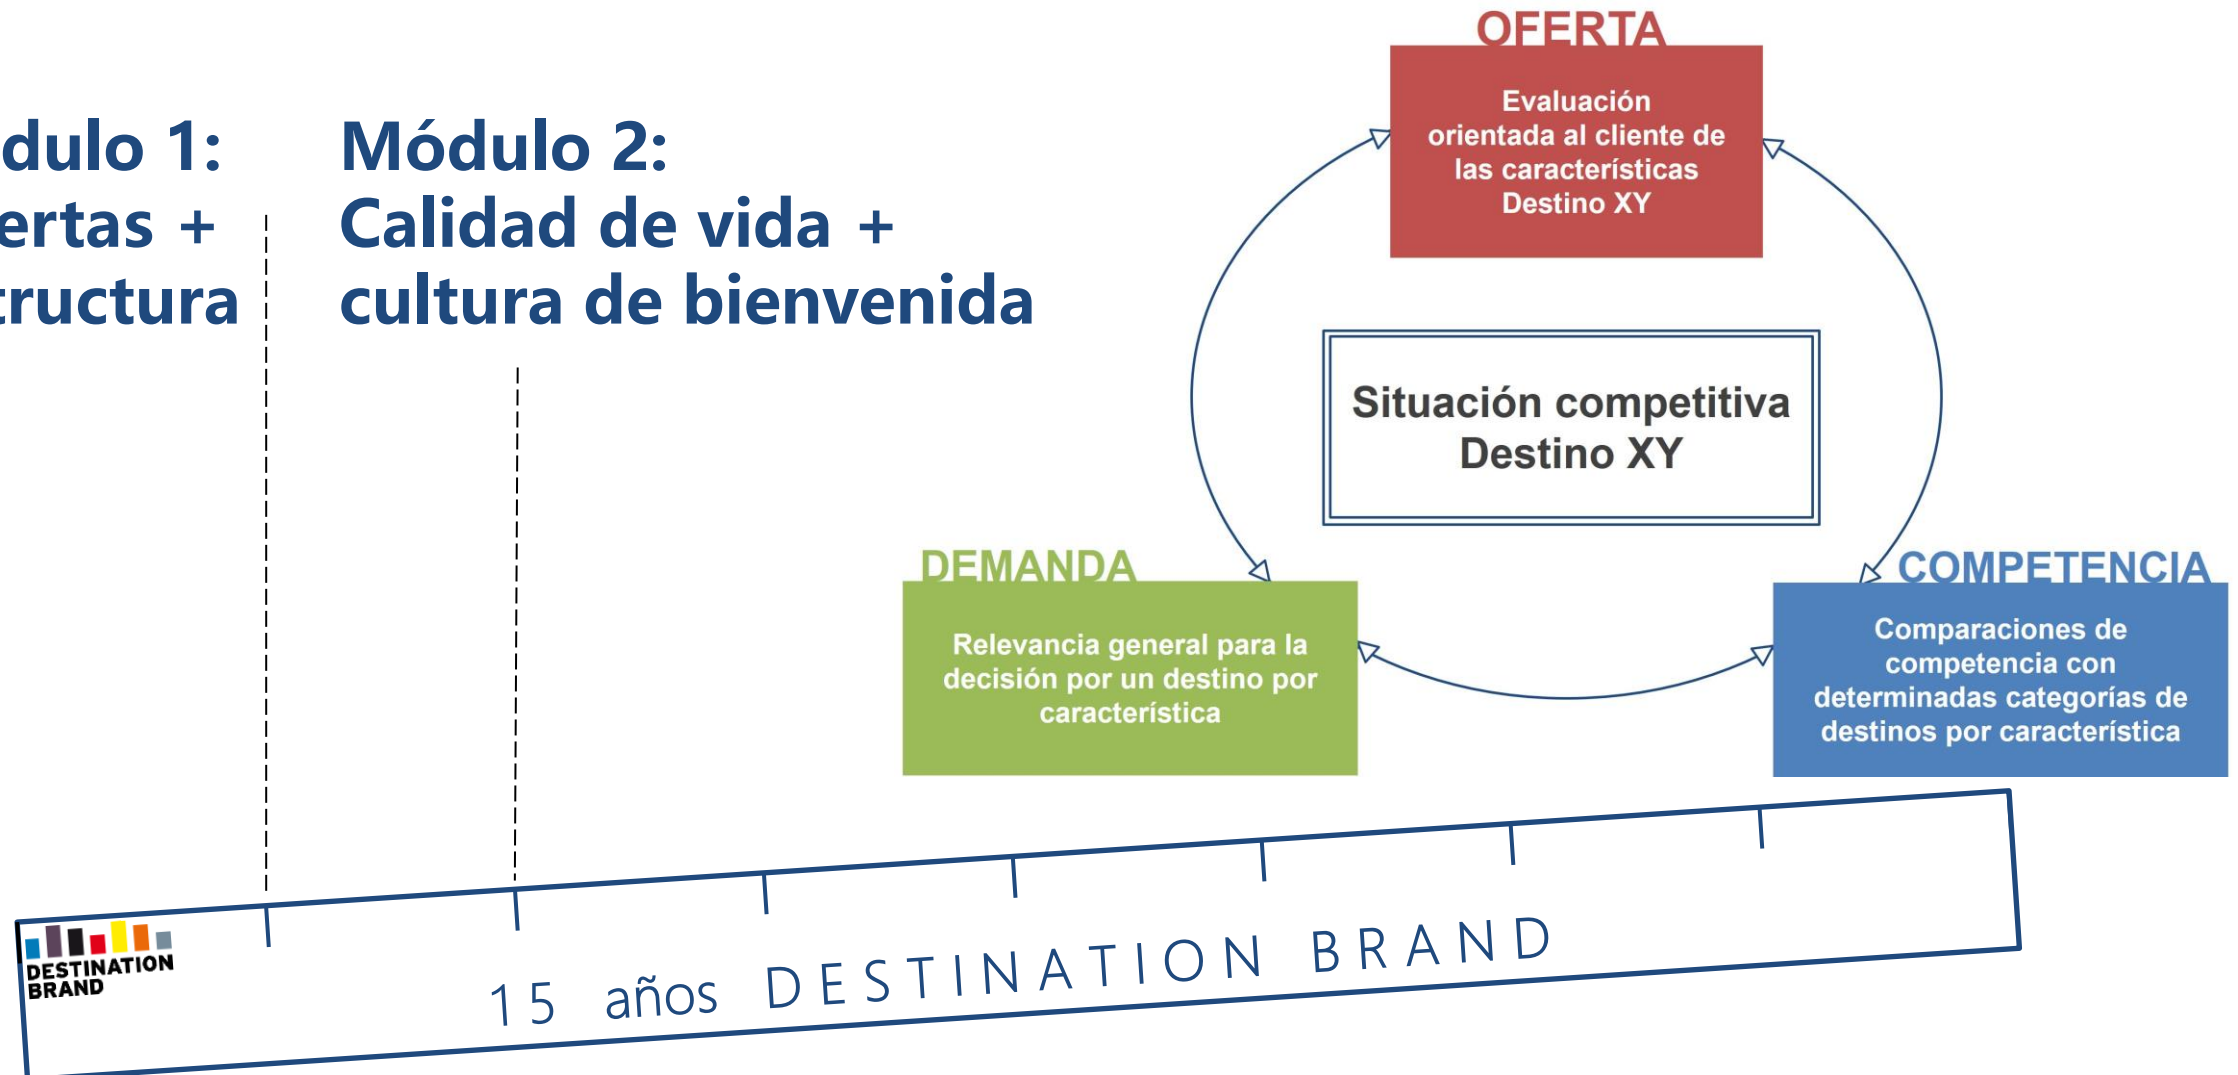 dulo 1:
ertas +
tructura
Módulo 2:
Calidad de vida +
cultura de bienvenida
OFERTA
Evaluación
orientada al cliente de
las características
Destino XY
Situación competitiva
Destino XY
DEMANDA
Relevancia general para la
decisión por un destino por
característica
COMPETENCIA
Comparaciones de
competencia con
determinadas categorías de
destinos por característica
DESTINATION
BRAND
15 años DESTINATION BRAND